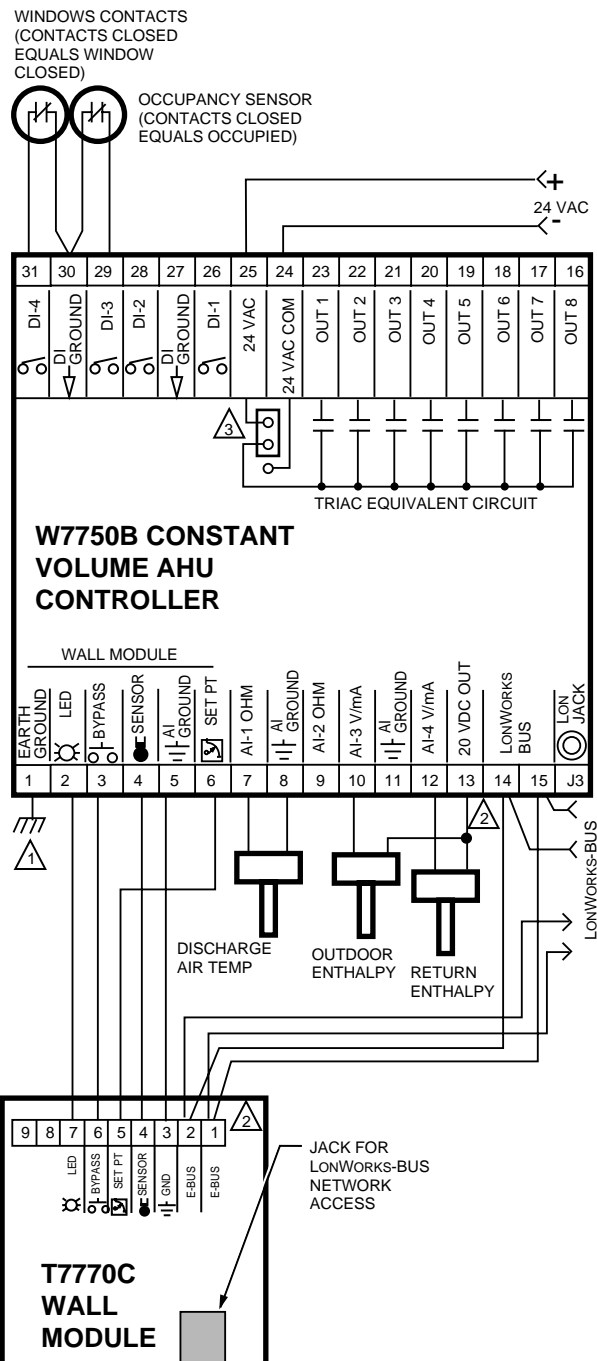 WINDOWS CONTACTS
(CONTACTS CLOSED
EQUALS WINDOW
CLOSED)
OCCUPANCY SENSOR
(CONTACTS CLOSED
EQUALS OCCUPIED)
+
24 VAC
-
31 30 29 28 27 26 25 24 23 22 21 20 19 18 17 16
DI-4
DI
GROUND
DI-3
DI-2
DI
GROUND
DI-1
24 VAC
24 VAC COM
OUT 1
OUT 2
OUT 3
OUT 4
OUT 5
OUT 6
OUT 7
OUT 8
3
TRIAC EQUIVALENT CIRCUIT
W7750B CONSTANT
VOLUME AHU
CONTROLLER
WALL MODULE
EARTH
GROUND
LED
BYPASS
SENSOR
AI
GROUND
SET PT
AI-1 OHM
AI
GROUND
AI-2 OHM
AI-3 V/mA
AI
GROUND
AI-4 V/mA
20 VDC OUT
LONWORKS
BUS
LON
JACK
1 2 3 4 5 6 7 8 9 10 11 12 13 14 15 J3
1
2
LONWORKS-BUS
DISCHARGE
AIR TEMP
OUTDOOR
ENTHALPY
RETURN
ENTHALPY
9 8 7 6 5 4 3 2 1
2
LED
BYPASS
SET PT
SENSOR
GND
E-BUS
E-BUS
JACK FOR
LONWORKS-BUS
NETWORK
ACCESS
T7770C
WALL
MODULE